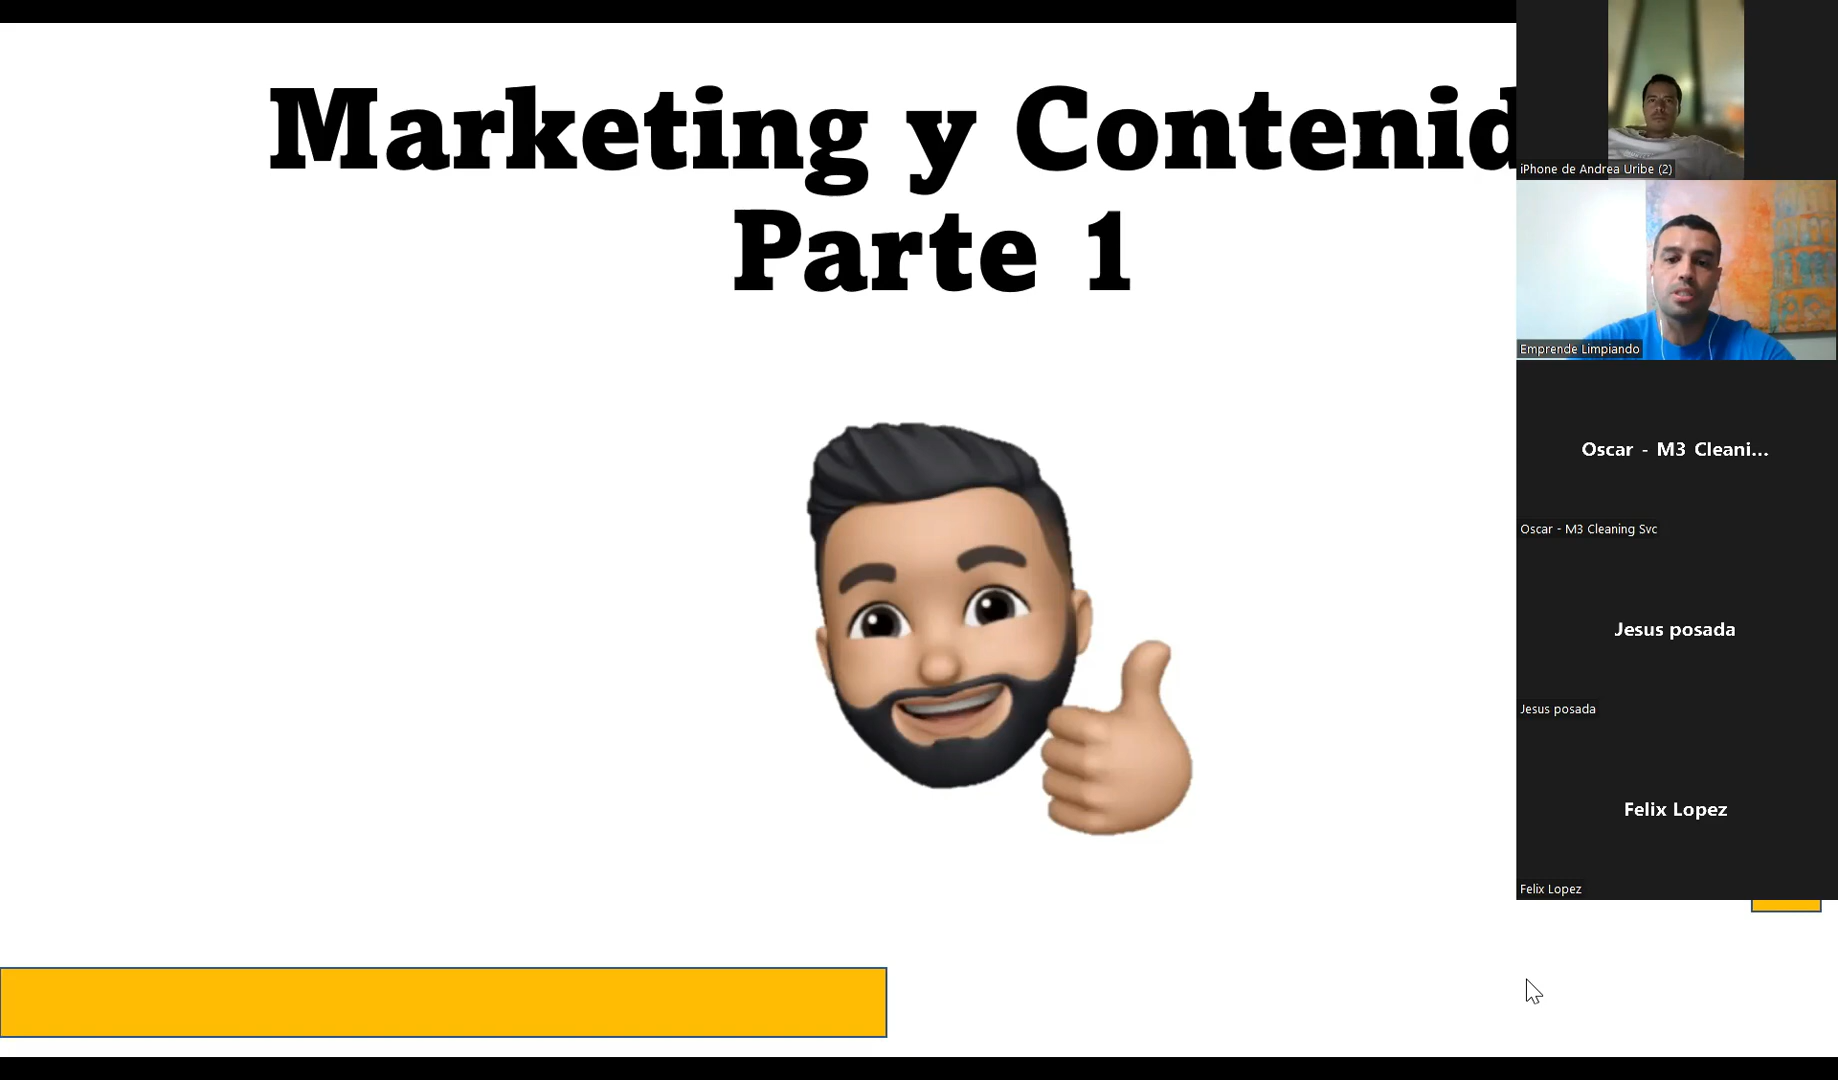 Marketing y Contenid
Parte 1
iPhone de Andrea Uribe (2)
Emprende Limpiando
Oscar - M3 Cleani...
Oscar - M3 Cleaning Svc
Jesus posada
Jesus posada
Felix Lopez
Felix Lopez